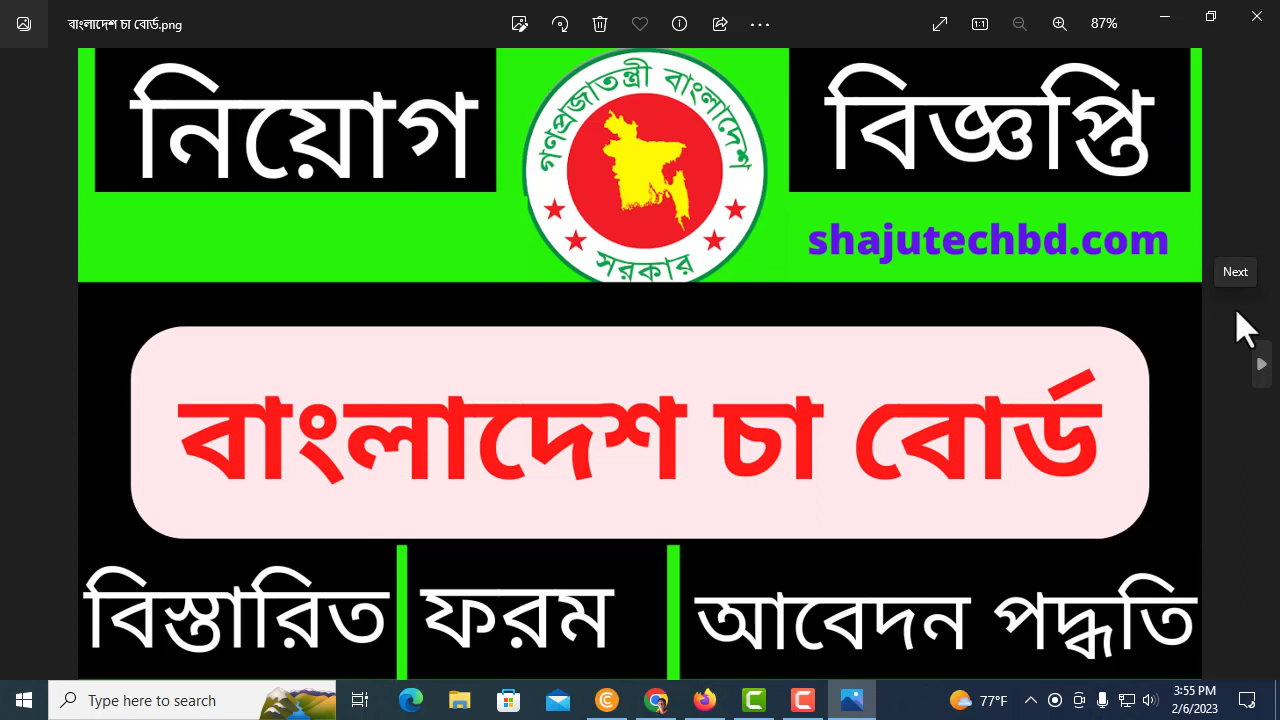 বাংলাদেশ চা বোর্ড.png
87%
নিয়োগ
গণপ্রজাতন্ত্রী বাংলাদেশ
সরকার
বিজ্ঞপ্তি
shajutechbd.com
Next
বাংলাদেশ চা বোর্ড
বিস্তারিত
ফরম
আবেদন পদ্ধতি
Type here to search
77°F
3:55 PM
2/6/2023